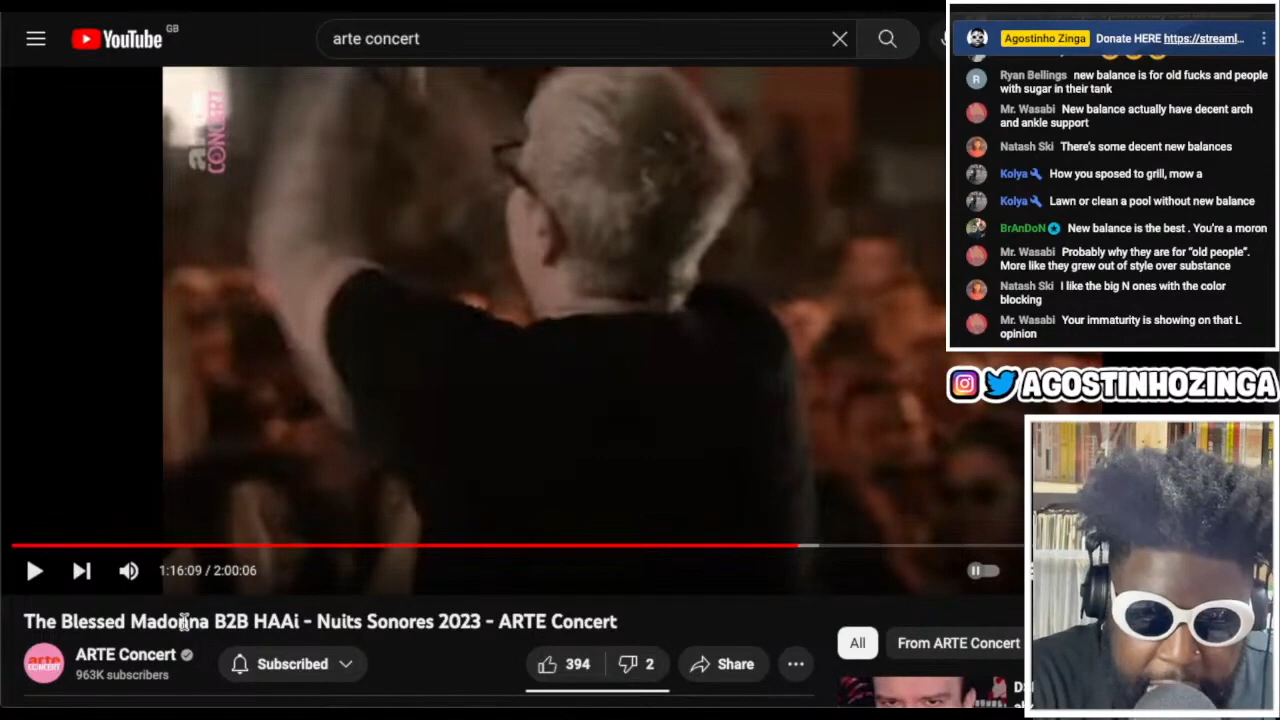 YouTube GB
arte concert
a CONCERT
1:16:09 / 2:00:06
The Blessed Madonna B2B HAAi - Nuits Sonores 2023 - ARTE Concert
arte CONCERT
ARTE Concert
963K subscribers
Subscribed
394
2
Share
All
From ARTE Concert
Agostinho Zinga Donate HERE https://streaml...
Ryan Bellings new balance is for old fucks and people
with sugar in their tank
Mr. Wasabi New balance actually have decent arch
and ankle support
Natash Ski There's some decent new balances
Kolya How you sposed to grill, mow a
Kolya Lawn or clean a pool without new balance
BrAnDoN New balance is the best . You're a moron
Mr. Wasabi Probably why they are for “old people”.
More like they grew out of style over substance
Natash Ski I like the big N ones with the color
blocking
Mr. Wasabi Your immaturity is showing on that L
opinion
AGOSTINHOZINGA